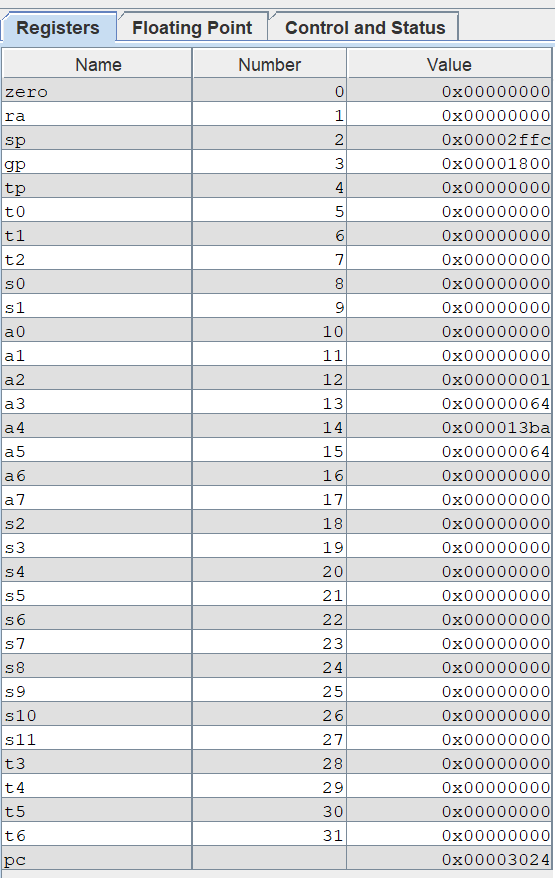 Registers Floating Point Control and Status
Name Number Value
zero 0 0x00000000
ra 1 0x00000000
sp 2 0x00002ffc
gp 3 0x00001800
tp 4 0x00000000
t0 5 0x00000000
t1 6 0x00000000
t2 7 0x00000000
s0 8 0x00000000
s1 9 0x00000000
a0 10 0x00000000
a1 11 0x00000000
a2 12 0x00000001
a3 13 0x00000064
a4 14 0x000013ba
a5 15 0x00000064
a6 16 0x00000000
a7 17 0x00000000
s2 18 0x00000000
s3 19 0x00000000
s4 20 0x00000000
s5 21 0x00000000
s6 22 0x00000000
s7 23 0x00000000
s8 24 0x00000000
s9 25 0x00000000
s10 26 0x00000000
s11 27 0x00000000
t3 28 0x00000000
t4 29 0x00000000
t5 30 0x00000000
t6 31 0x00000000
pc 0x00003024